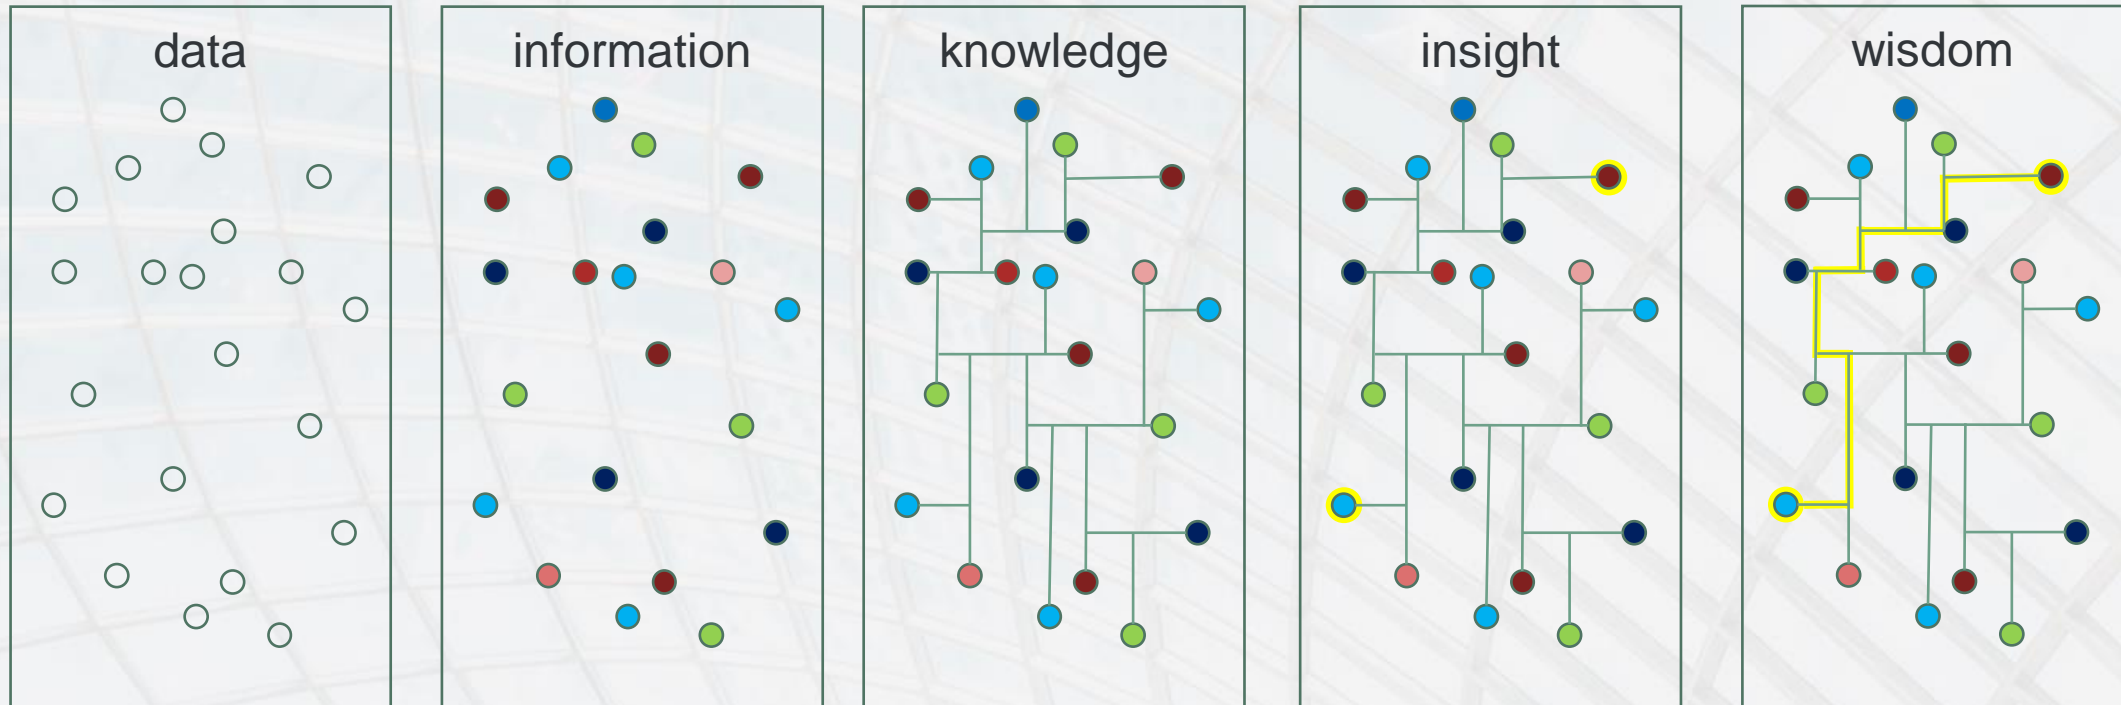 data
information
knowledge
insight
wisdom